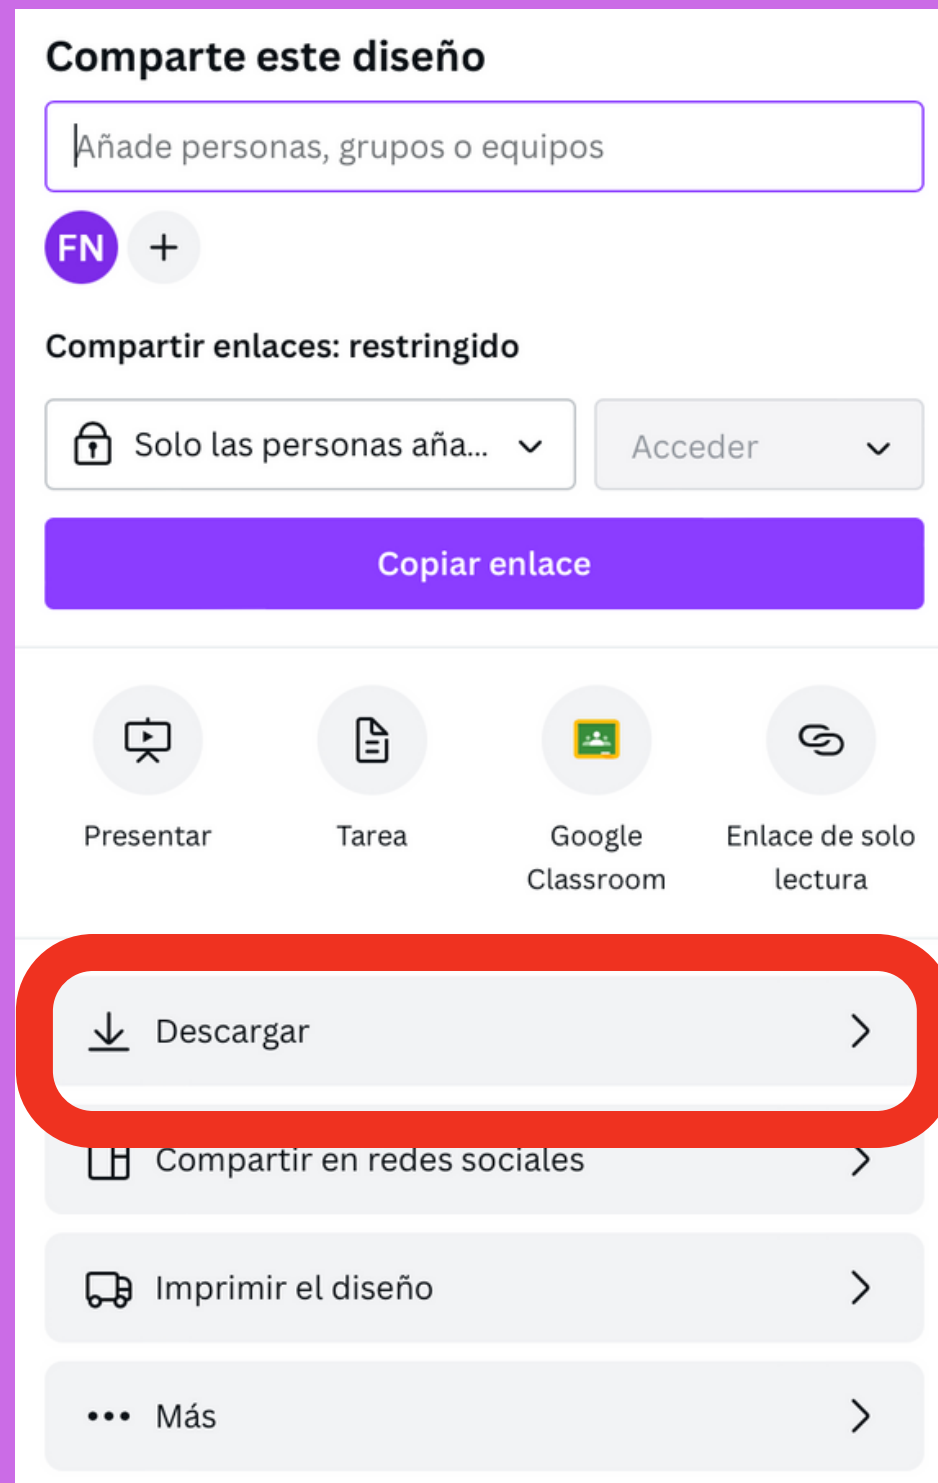 Comparte este diseño
Añade personas, grupos o equipos
FN +
Compartir enlaces: restringido
Solo las personas aña...
Acceder
Copiar enlace
Presentar
Tarea
Google
Classroom
Enlace de solo
lectura
Descargar
Compartir en redes sociales
Imprimir el diseño
Más